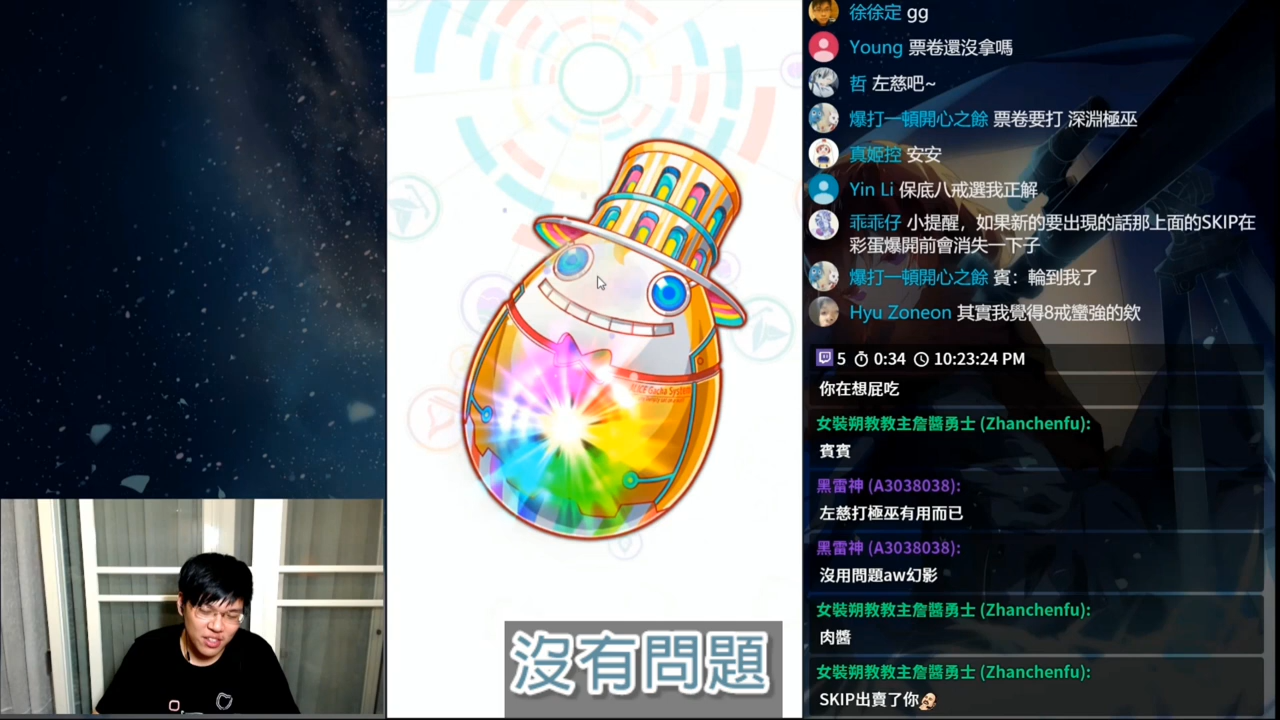 徐徐定 gg
Young 票卷還沒拿嗎
哲 左慈吧~
爆打一頓開心之餘 票卷要打 深淵極巫
真姬控 安安
Yin Li 保底八戒選我正解
乖乖仔 小提醒，如果新的要出現的話那上面的SKIP在
彩蛋爆開前會消失一下子
爆打一頓開心之餘 賓：輪到我了
Hyu Zoneon 其實我覺得8戒蠻強的欸
5 0:34 10:23:24 PM
你在想屁吃
女裝朔教教主詹醬勇士 (Zhanchenfu):
賓賓
黑雷神 (A3038038):
左慈打極巫有用而已
黑雷神 (A3038038):
沒用問題aw幻影
女裝朔教教主詹醬勇士 (Zhanchenfu):
肉醬
女裝朔教教主詹醬勇士 (Zhanchenfu):
SKIP出賣了你
沒有問題